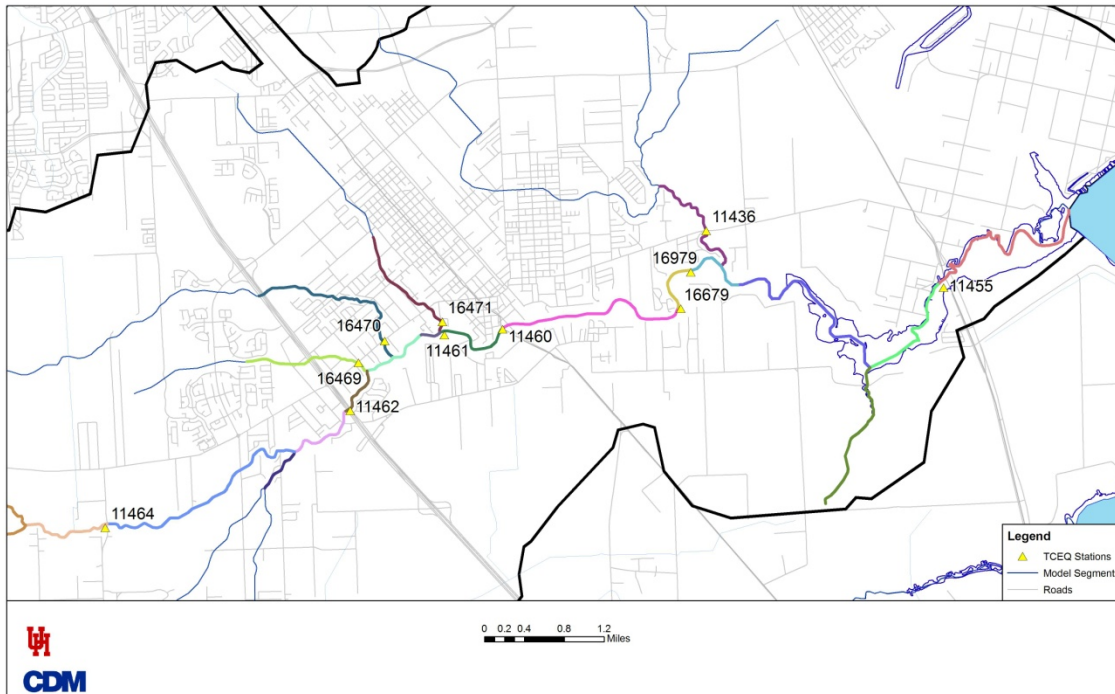 11436
16979
16679
11455
16471
16470
11461
11460
16469
11462
11464
Legend
TCEQ Stations
Model Segment
Roads
0 0.2 0.4 0.8 1.2
Miles
UH
CDM